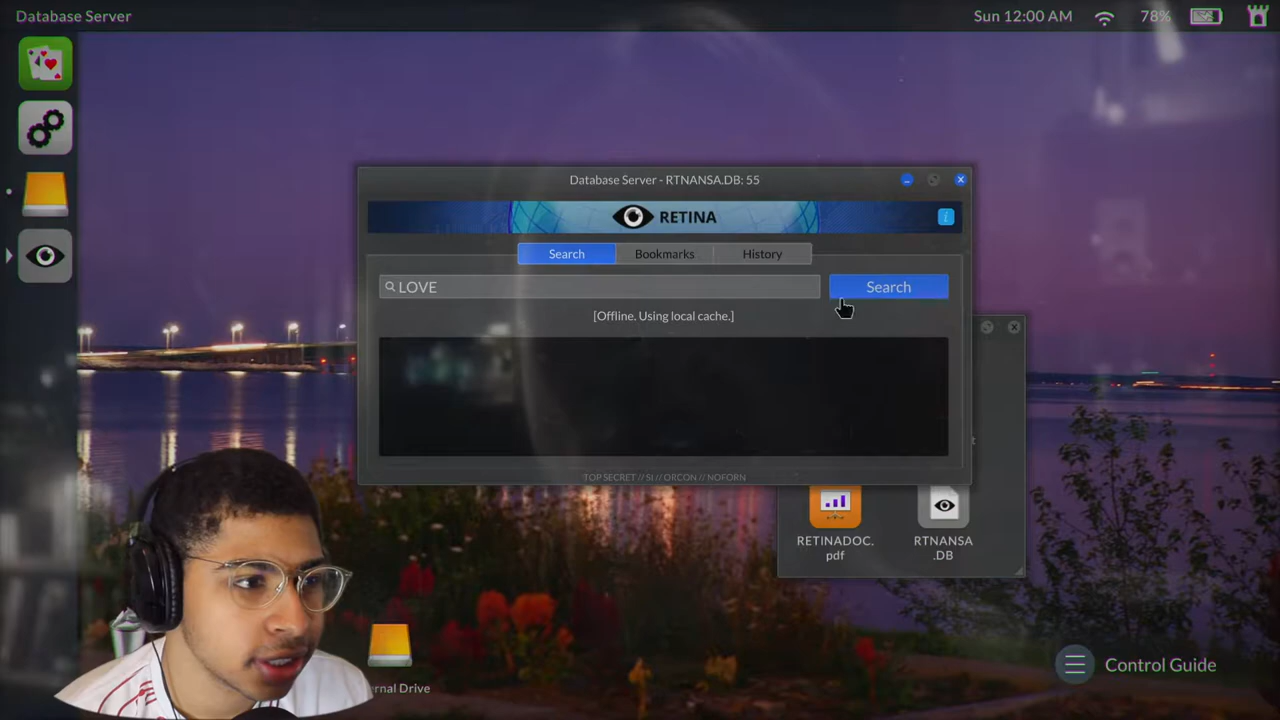 Database Server
Sun 12:00 AM
78%
Database Server - RTNANSA.DB: 55
RETINA
i
Search
Bookmarks
History
LOVE
Search
[Offline. Using local cache.]
TOP SECRET // SI // ORCON // NOFORN
RETINADOC.
pdf
RTNANSA
.DB
rnal Drive
Control Guide